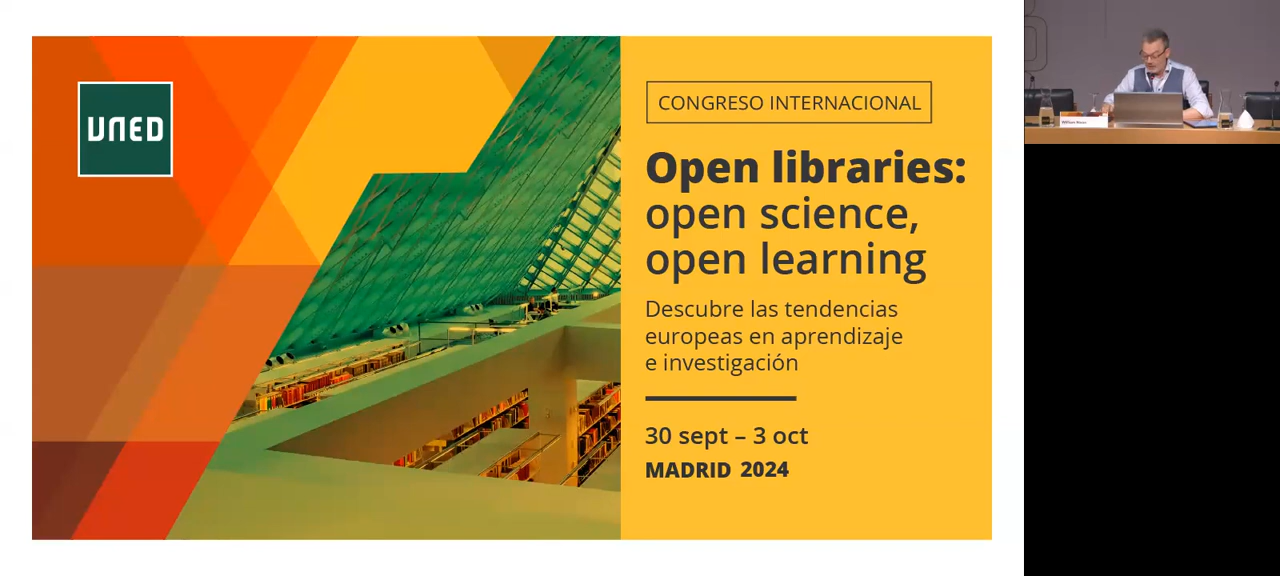 UNED
CONGRESO INTERNACIONAL
Open libraries:
open science,
open learning
Descubre las tendencias
europeas en aprendizaje
e investigación
30 sept – 3 oct
MADRID 2024